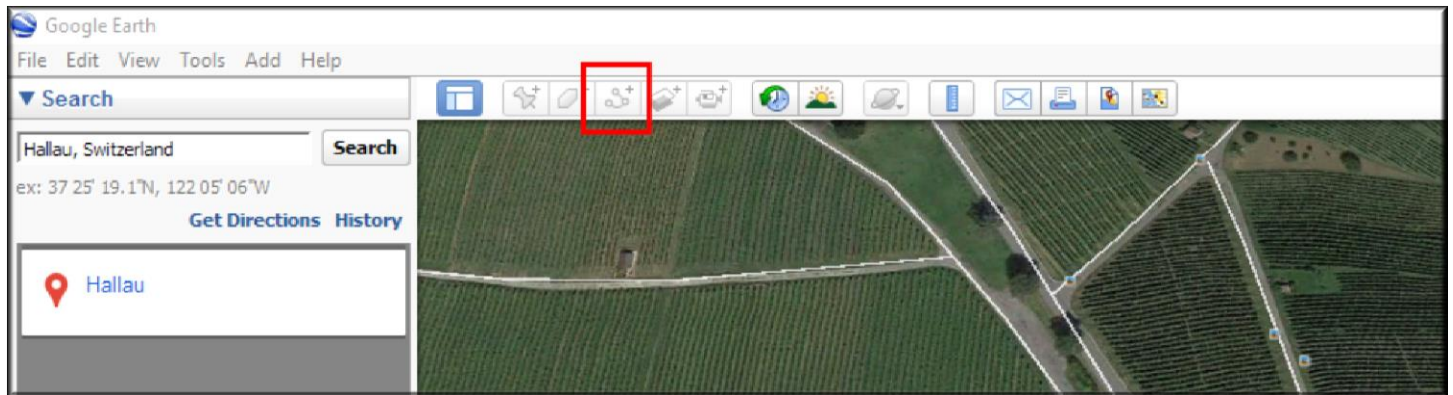 Google Earth
File Edit View Tools Add Help
Search
Hallau, Switzerland Search
ex: 37 25' 19.1"N, 122 05' 06"W
Get Directions History
Hallau